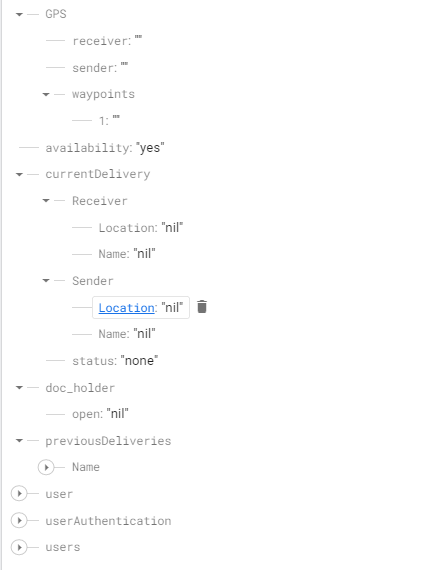 GPS
receiver: ""
sender: ""
waypoints
1: ""
availability: "yes"
currentDelivery
Receiver
Location: "nil"
Name: "nil"
Sender
Location: "nil"
Name: "nil"
status: "none"
doc_holder
open: "nil"
previousDeliveries
Name
user
userAuthentication
users